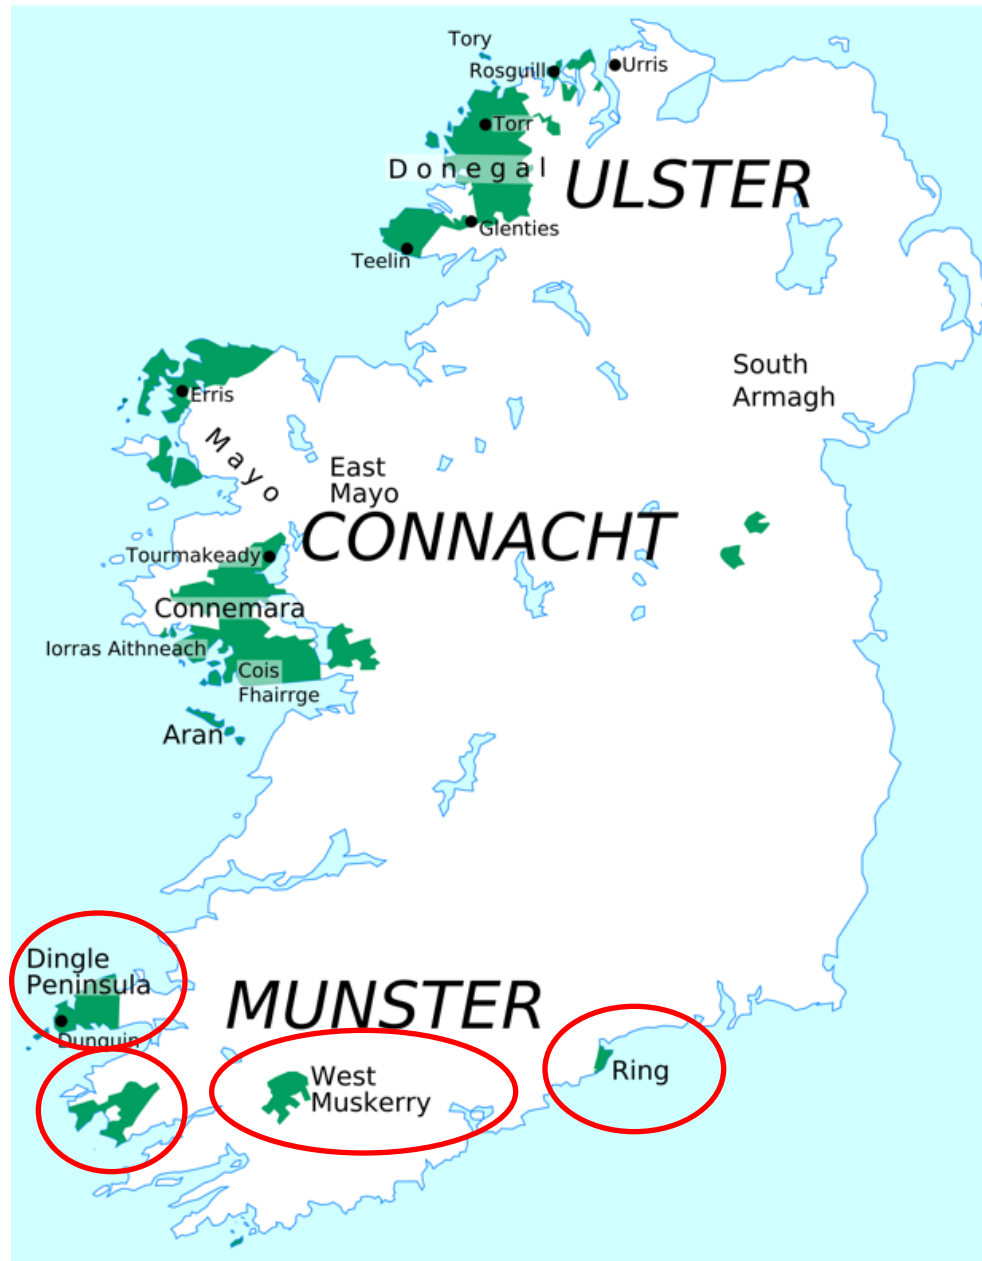 Tory
Rosguill
Urris
Torr
Donegal
ULSTER
Glenties
Teelin
South
Armagh
Erris
Mayo
East
Mayo
CONNACHT
Tourmakeady
Connemara
Iorras Aithneach
Cois
Fhairrge
Aran
Dingle
Peninsula
MUNSTER
Dunquin
West
Muskerry
Ring